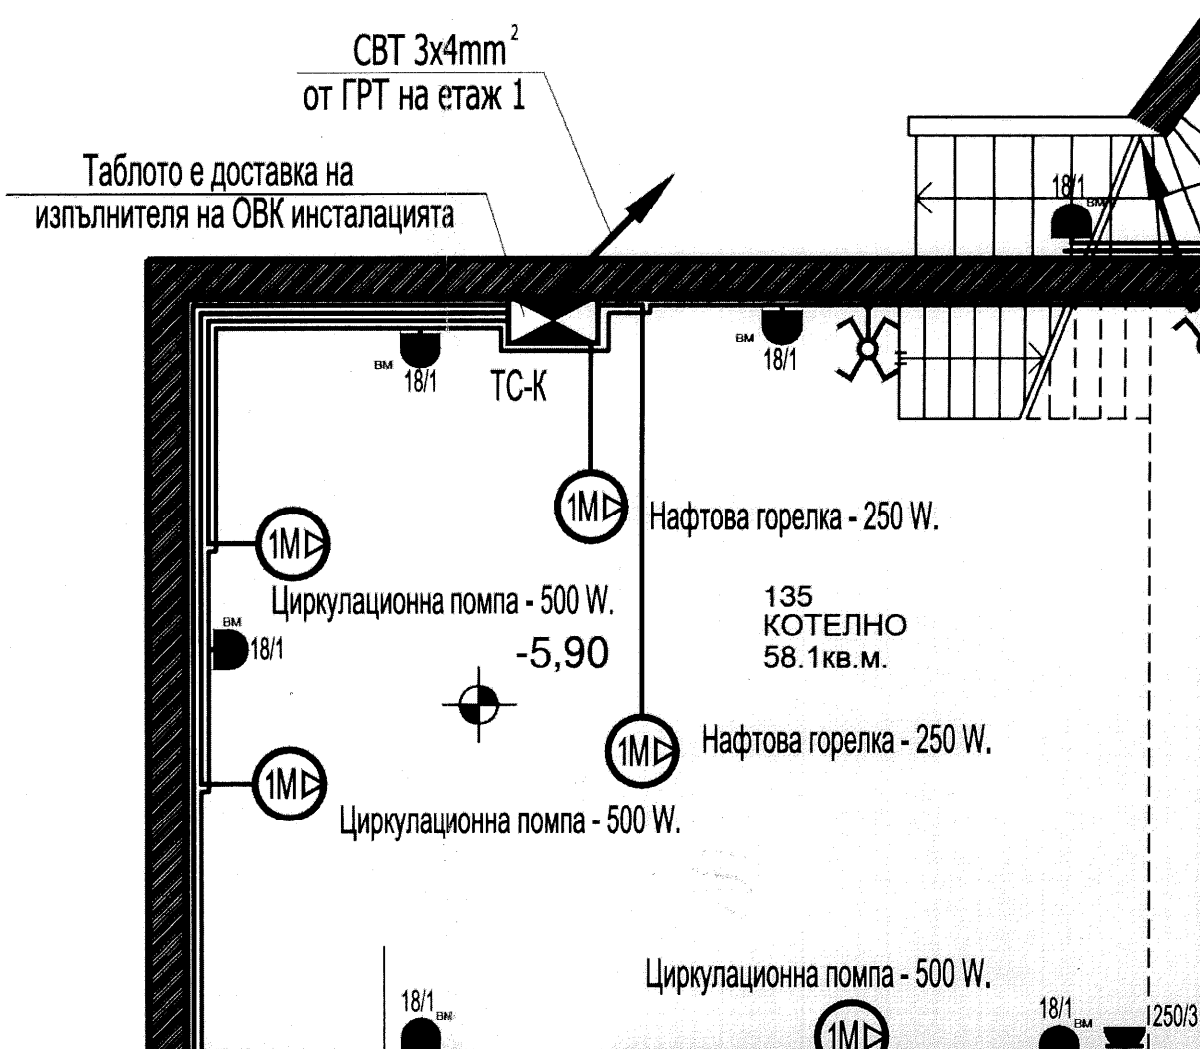 СВТ 3x4mm²
от ГРТ на етаж 1
Таблото е доставка на
изпълнителя на ОВК инсталацията
18/1
вм
вм
18/1
ТС-К
вм
18/1
1М
Нафтова горелка - 250 W.
1М
Циркулационна помпа - 500 W.
135
КОТЕЛНО
58.1кв.м.
вм
18/1
-5,90
1М
Нафтова горелка - 250 W.
1М
Циркулационна помпа - 500 W.
Циркулационна помпа - 500 W.
18/1
вм
1М
18/1
вм
250/3